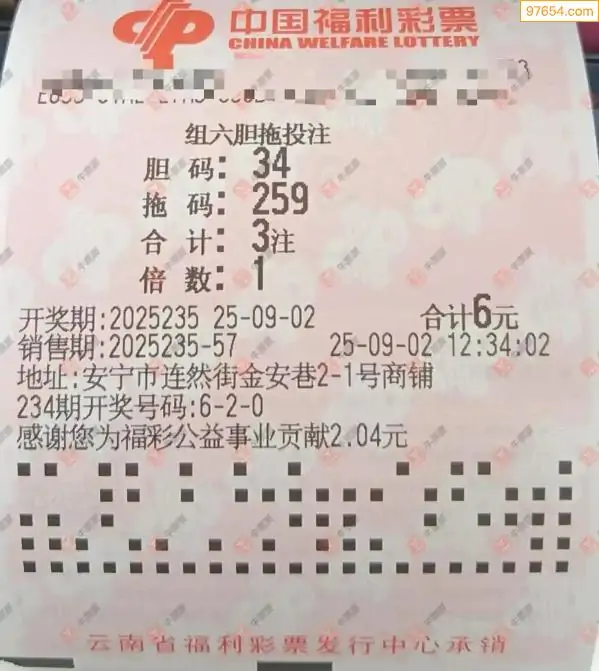 97654.com
中国福利彩票
CHINA WELFARE LOTTERY
组六胆拖投注
胆 码: 34
拖 码: 259
合 计: 3注
倍 数: 1
开奖期:2025235 25-09-02 合计6元
销售期:2025235-57 25-09-02 12:34:02
地址:安宁市连然街金安巷2-1号商铺
234期开奖号码:6-2-0
感谢您为福彩公益事业贡献2.04元
云南省福利彩票发行中心承销